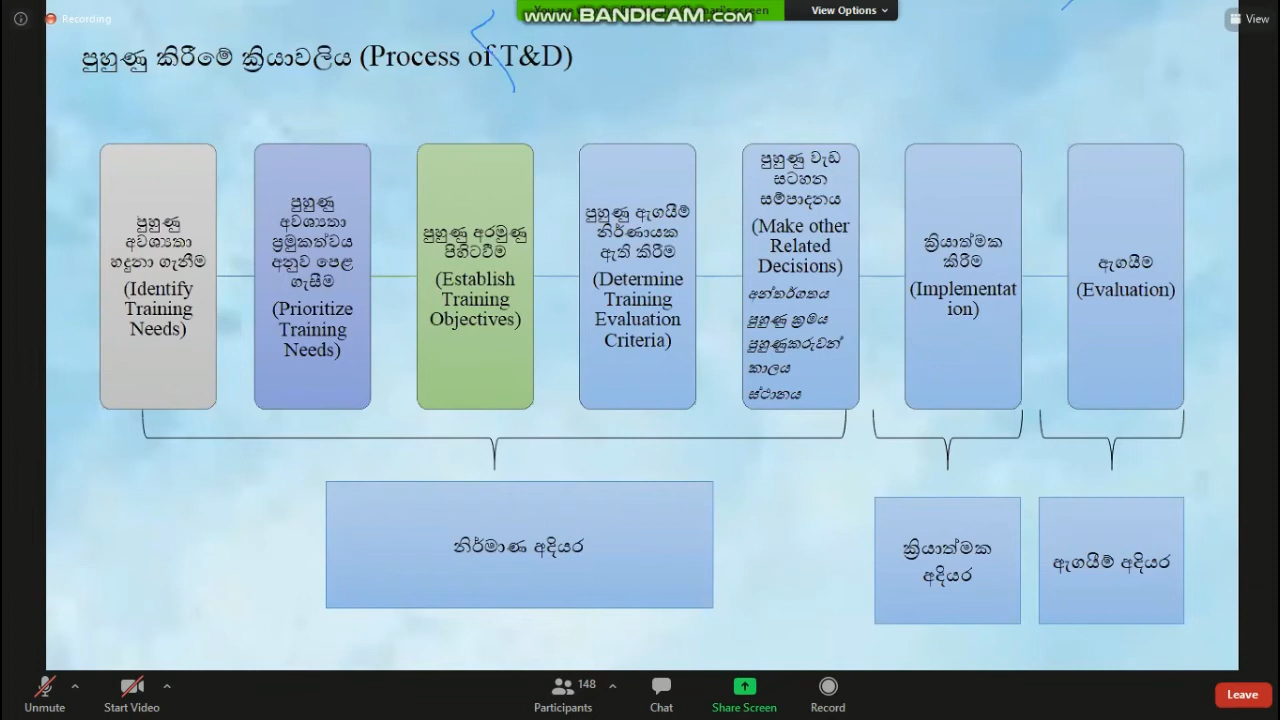 Recording
www.BANDICAM.com
View Options
View
පුහුණු කිරීමේ ක්‍රියාවලිය (Process of T&D)
පුහුණු
අවශ්‍යතා
හදුනා ගැනීම
(Identify
Training
Needs)
පුහුණු
අවශ්‍යතා
ප්‍රමුකත්වය
අනුව පෙළ
ගැසීම
(Prioritize
Training
Needs)
පුහුණු අරමුණු
පිහිටවීම
(Establish
Training
Objectives)
පුහුණු ඇගයීම්
නිර්ණායක
ඇති කිරීම
(Determine
Training
Evaluation
Criteria)
පුහුණු වැඩ
සටහන
සම්පාදනය
(Make other
Related
Decisions)
අන්තර්ගතය
පුහුණු ක්‍රමය
පුහුණුකරුවන්
කාලය
ස්ථානය
ක්‍රියාත්මක
කිරීම
(Implementat
ion)
ඇගයීම
(Evaluation)
නිර්මාණ අදියර
ක්‍රියාත්මක
අදියර
ඇගයීම් අදියර
Unmute
Start Video
148
Participants
Chat
Share Screen
Record
Leave